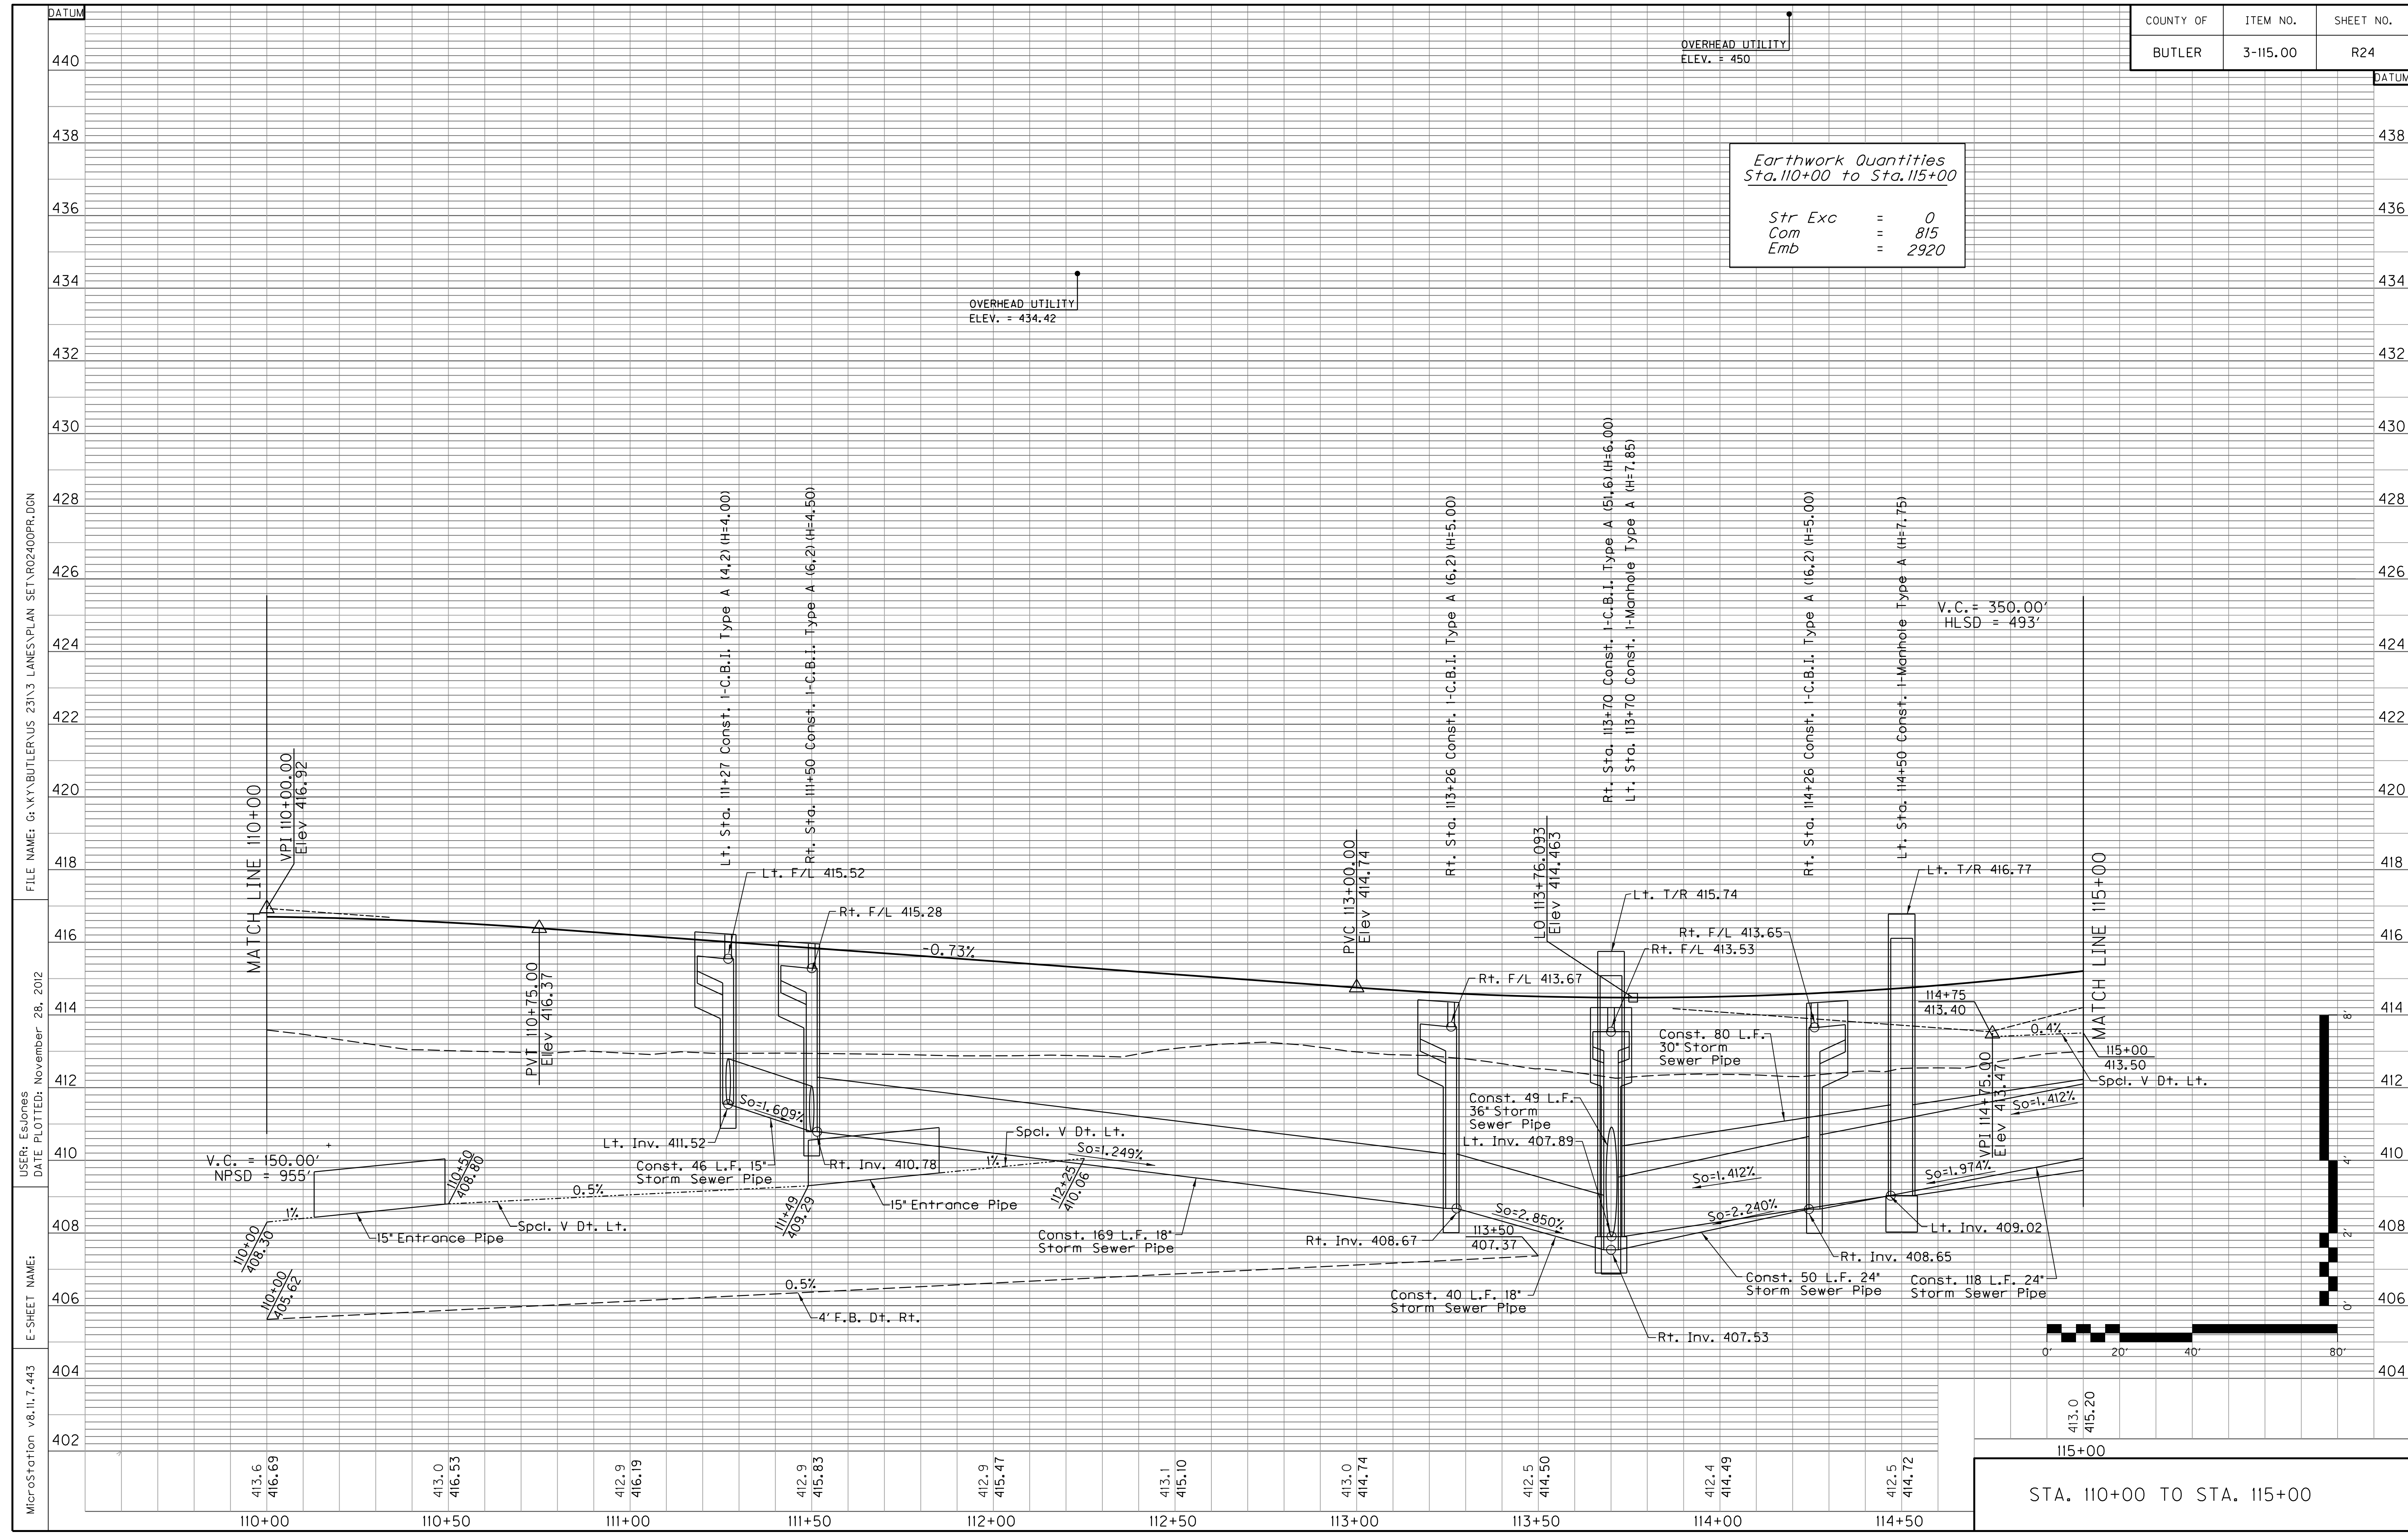 DATUM
COUNTY OF
ITEM NO.
SHEET NO.
BUTLER
3-115.00
R24
DATUM
OVERHEAD UTILITY
ELEV. = 450
OVERHEAD UTILITY
ELEV. = 434.42
Earthwork Quantities
Sta.110+00 to Sta.115+00
Str Exc = 0
Com = 815
Emb = 2920
440
438
436
434
432
430
428
426
424
422
420
418
416
414
412
410
408
406
404
402
438
436
434
432
430
428
426
424
422
420
418
416
414
412
410
408
406
404
FILE NAME: G:\KY\BUTLER\US 231\3 LANES\PLAN SET\R02400PR.DGN
USER: EsJones
DATE PLOTTED: November 28, 2012
E-SHEET NAME:
MicroStation v8.11.7.443
MATCH LINE 110+00
VPI 110+00.00
Elev 416.92
PVT 110+75.00
Elev 416.37
Lt. Sta. 111+27 Const. 1-C.B.I. Type A (4,2) (H=4.00)
Rt. Sta. 111+50 Const. 1-C.B.I. Type A (6,2) (H=4.50)
Lt. F/L 415.52
Rt. F/L 415.28
-0.73%
PVC 113+00.00
Elev 414.74
Rt. Sta. 113+26 Const. 1-C.B.I. Type A (6,2) (H=5.00)
LO 113+76.093
Elev 414.463
Rt. Sta. 113+70 Const. 1-C.B.I. Type A (51,6) (H=6.00)
Lt. Sta. 113+70 Const. 1-Manhole Type A (H=7.85)
Rt. Sta. 114+26 Const. 1-C.B.I. Type A (16,2) (H=5.00)
Lt. Sta. 114+50 Const. 1-Manhole Type A (H=7.75)
V.C.= 350.00'
HLSD = 493'
Rt. F/L 413.67
Lt. T/R 415.74
Rt. F/L 413.65
Rt. F/L 413.53
Lt. T/R 416.77
MATCH LINE 115+00
114+75
413.40
0.4%
115+00
413.50
Spcl. V Dt. Lt.
VPI 114+75.00
Elev 413.47
Const. 80 L.F.
30" Storm
Sewer Pipe
Const. 49 L.F.
36" Storm
Sewer Pipe
Lt. Inv. 407.89
So=1.412%
So=1.412%
So=1.974%
So=2.240%
So=2.850%
So=1.609%
So=1.249%
Lt. Inv. 411.52
Const. 46 L.F. 15"
Storm Sewer Pipe
Rt. Inv. 410.78
Spcl. V Dt. Lt.
1%
15" Entrance Pipe
112+25
410.06
111+49
409.29
V.C. = 150.00'
NPSD = 955'
110+50
408.80
0.5%
Spcl. V Dt. Lt.
1%
15" Entrance Pipe
110+00
408.30
110+00
405.62
0.5%
4' F.B. Dt. Rt.
Const. 169 L.F. 18"
Storm Sewer Pipe
Rt. Inv. 408.67
113+50
407.37
Const. 40 L.F. 18"
Storm Sewer Pipe
Rt. Inv. 407.53
Lt. Inv. 409.02
Rt. Inv. 408.65
Const. 50 L.F. 24"
Storm Sewer Pipe
Const. 118 L.F. 24"
Storm Sewer Pipe
8'
4'
2'
0'
0' 20' 40' 80'
413.6
416.69
413.0
416.53
412.9
416.19
412.9
415.83
412.9
415.47
413.1
415.10
413.0
414.74
412.5
414.50
412.4
414.49
412.5
414.72
413.0
415.20
110+00 110+50 111+00 111+50 112+00 112+50 113+00 113+50 114+00 114+50
115+00
STA. 110+00 TO STA. 115+00